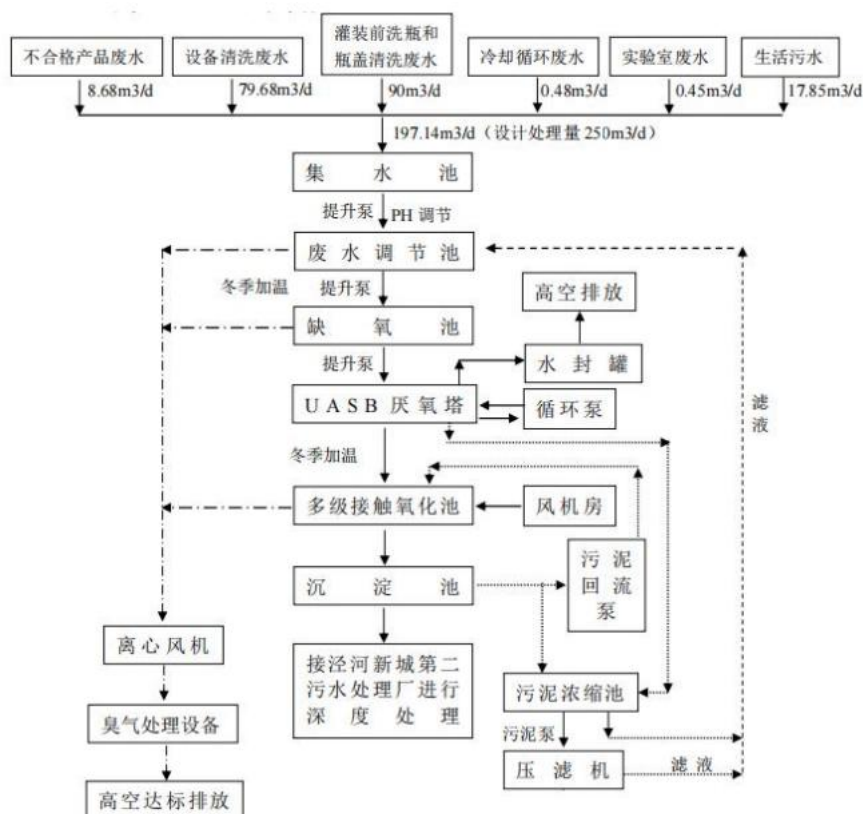 不合格产品废水
设备清洗废水
灌装前洗瓶和
瓶盖清洗废水
冷却循环废水
实验室废水
生活污水
8.68m3/d
79.68m3/d
90m3/d
0.48m3/d
0.45m3/d
17.85m3/d
197.14m3/d（设计处理量 250m3/d）
集 水 池
提升泵
PH 调节
废 水 调 节 池
冬季加温
提升泵
高空排放
缺 氧 池
提升泵
水 封 罐
UASB 厌氧塔
循环泵
滤
液
冬季加温
多级接触氧化池
风机房
沉 淀 池
污 泥
回 流
泵
离心风机
接泾河新城第二
污水处理厂进行
深 度 处 理
污泥浓缩池
臭气处理设备
污泥泵
压 滤 机
滤 液
高空达标排放